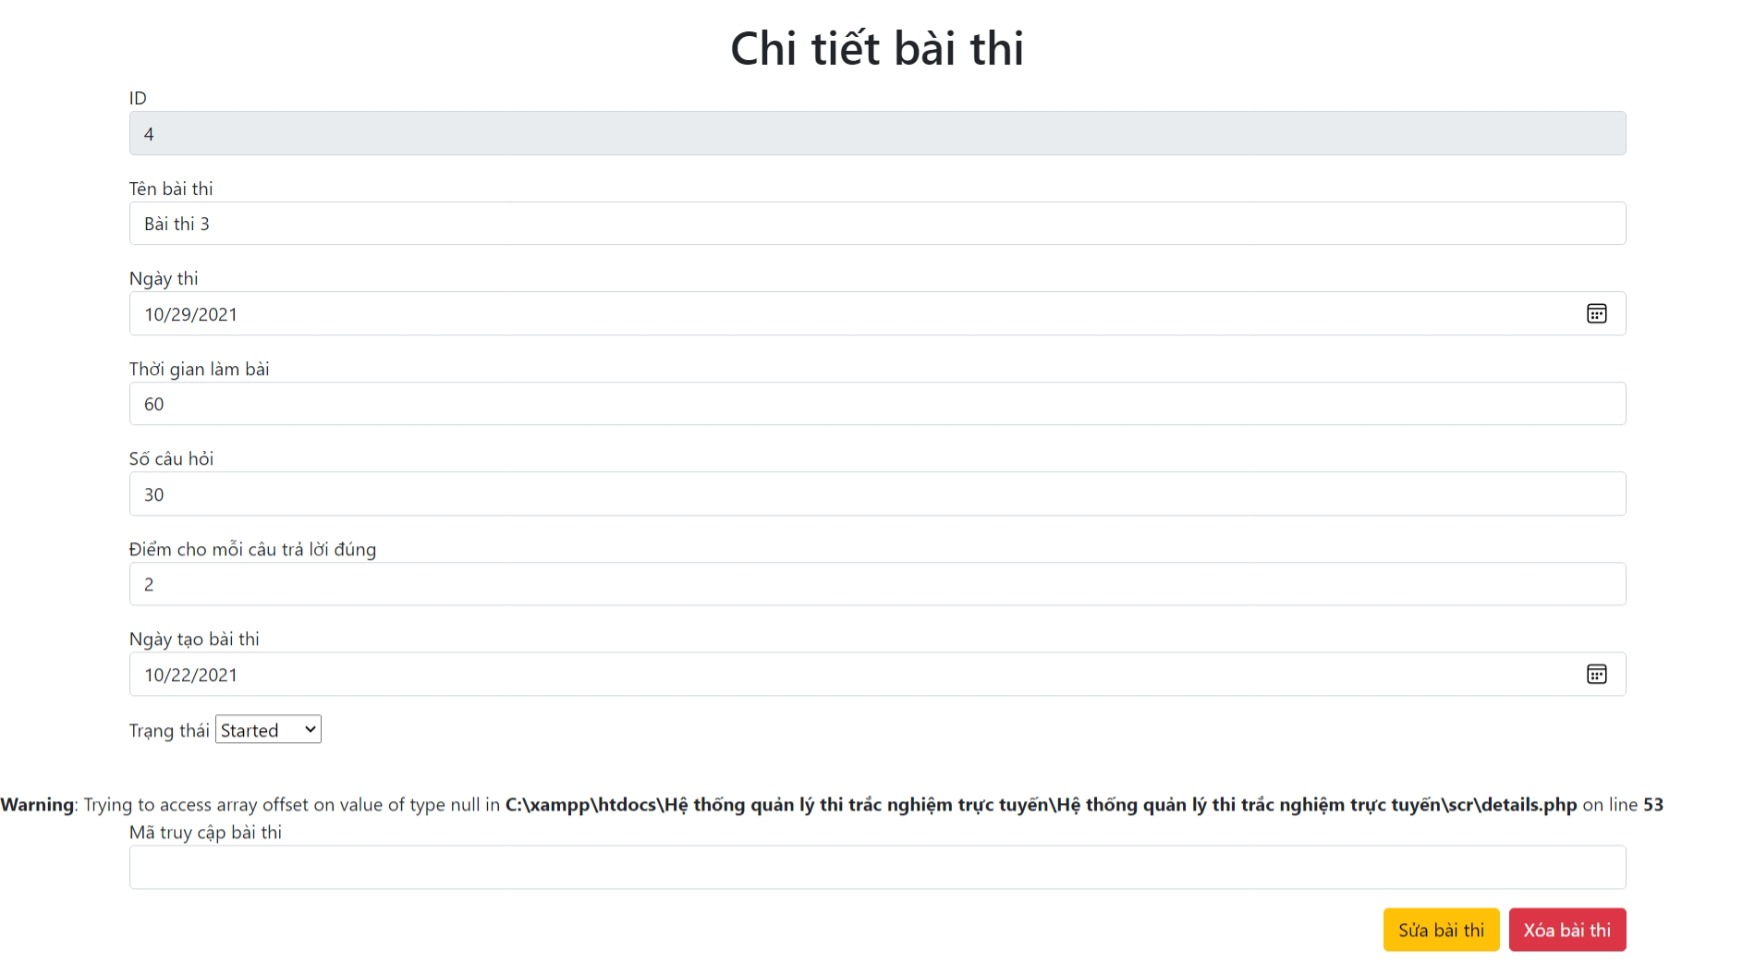 Chi tiết bài thi
ID
4
Tên bài thi
Bài thi 3
Ngày thi
10/29/2021
Thời gian làm bài
60
Số câu hỏi
30
Điểm cho mỗi câu trả lời đúng
2
Ngày tạo bài thi
10/22/2021
Trạng thái Started
Warning: Trying to access array offset on value of type null in C:\xampp\htdocs\Hệ thống quản lý thi trắc nghiệm trực tuyến\Hệ thống quản lý thi trắc nghiệm trực tuyến\scr\details.php on line 53
Mã truy cập bài thi
Sửa bài thi Xóa bài thi